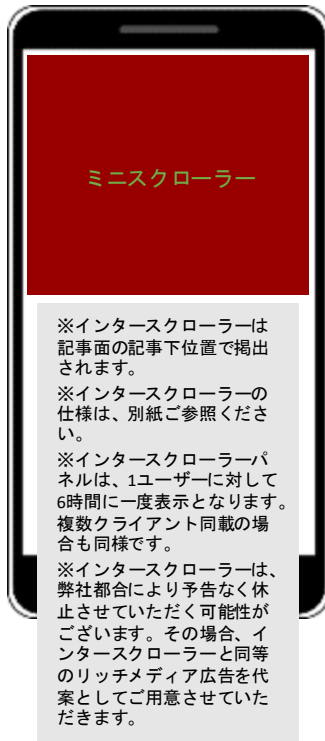 ミニスクローラー
※インタースクローラーは
記事面の記事下位置で掲出
されます。
※インタースクローラーの
仕様は、別紙ご参照くださ
い。
※インタースクローラーパ
ネルは、1ユーザーに対して
6時間に一度表示となります。
複数クライアント同載の場
合も同様です。
※インタースクローラーは、
弊社都合により予告なく休
止させていただく可能性が
ございます。その場合、イ
ンタースクローラーと同等
のリッチメディア広告を代
案としてご用意させていた
だきます。